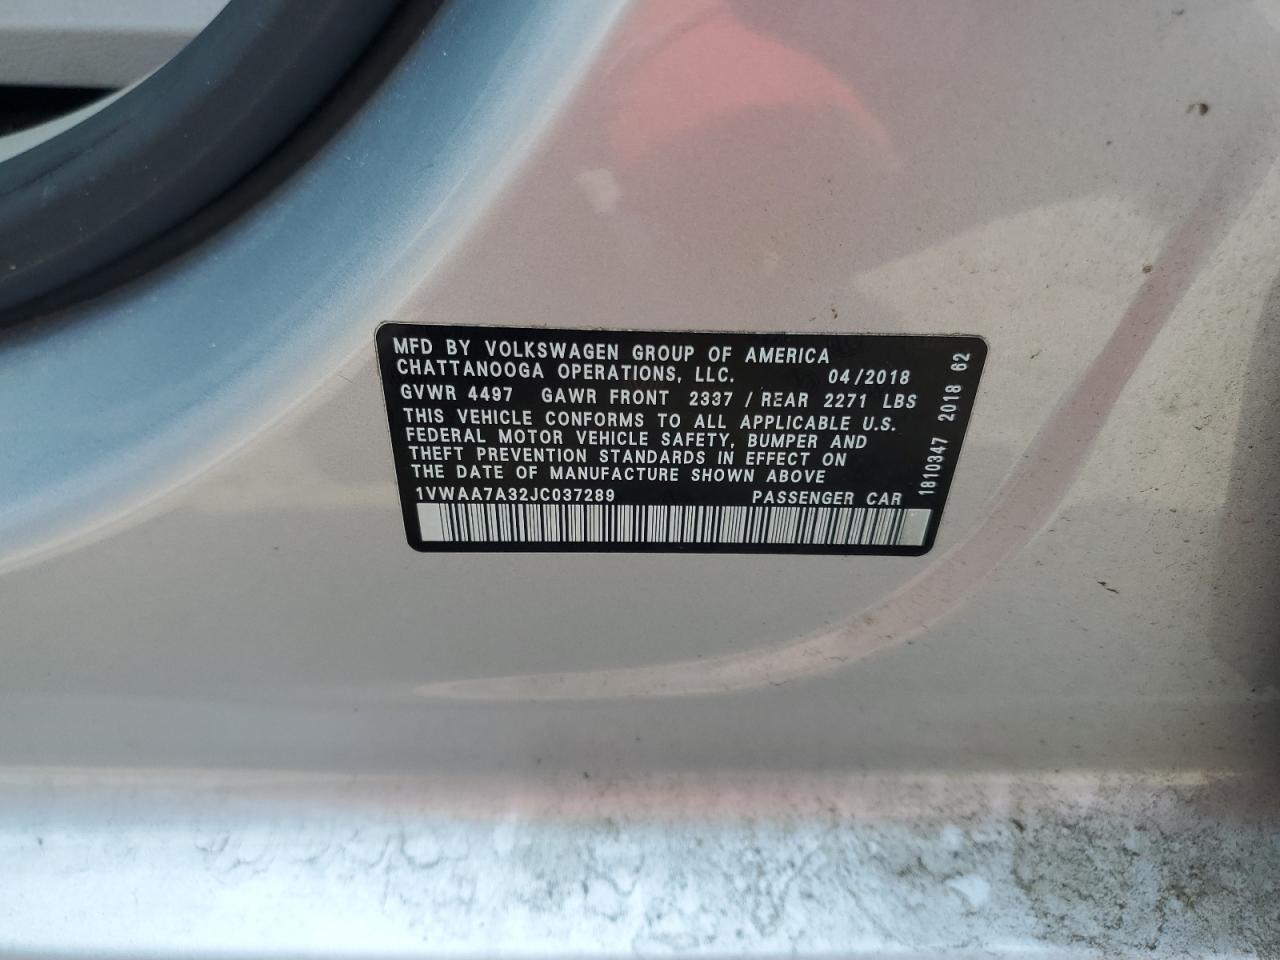 MFD BY VOLKSWAGEN GROUP OF AMERICA
CHATTANOOGA OPERATIONS, LLC. 04/2018
GVWR 4497 GAWR FRONT 2337 / REAR 2271 LBS
THIS VEHICLE CONFORMS TO ALL APPLICABLE U.S.
FEDERAL MOTOR VEHICLE SAFETY, BUMPER AND
THEFT PREVENTION STANDARDS IN EFFECT ON
THE DATE OF MANUFACTURE SHOWN ABOVE
1VWAA7A32JC037289 PASSENGER CAR
1810347 2018 62